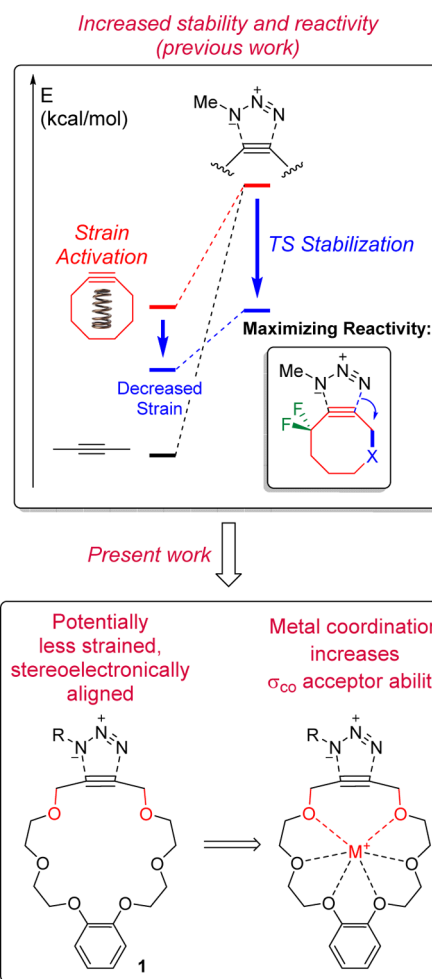 Increased stability and reactivity
(previous work)
E
(kcal/mol)
Me
N
–
N
+
N
Strain
Activation
TS Stabilization
Decreased
Strain
Maximizing Reactivity:
Me
N
–
N
+
N
F
F
X
Present work
Potentially
less strained,
stereoelectronically
aligned
Metal coordination
increases
σco acceptor abilit
R
N
–
N
+
N
O
O
O
O
O
O
1
R
N
–
N
+
N
O
O
M+
O
O
O
O